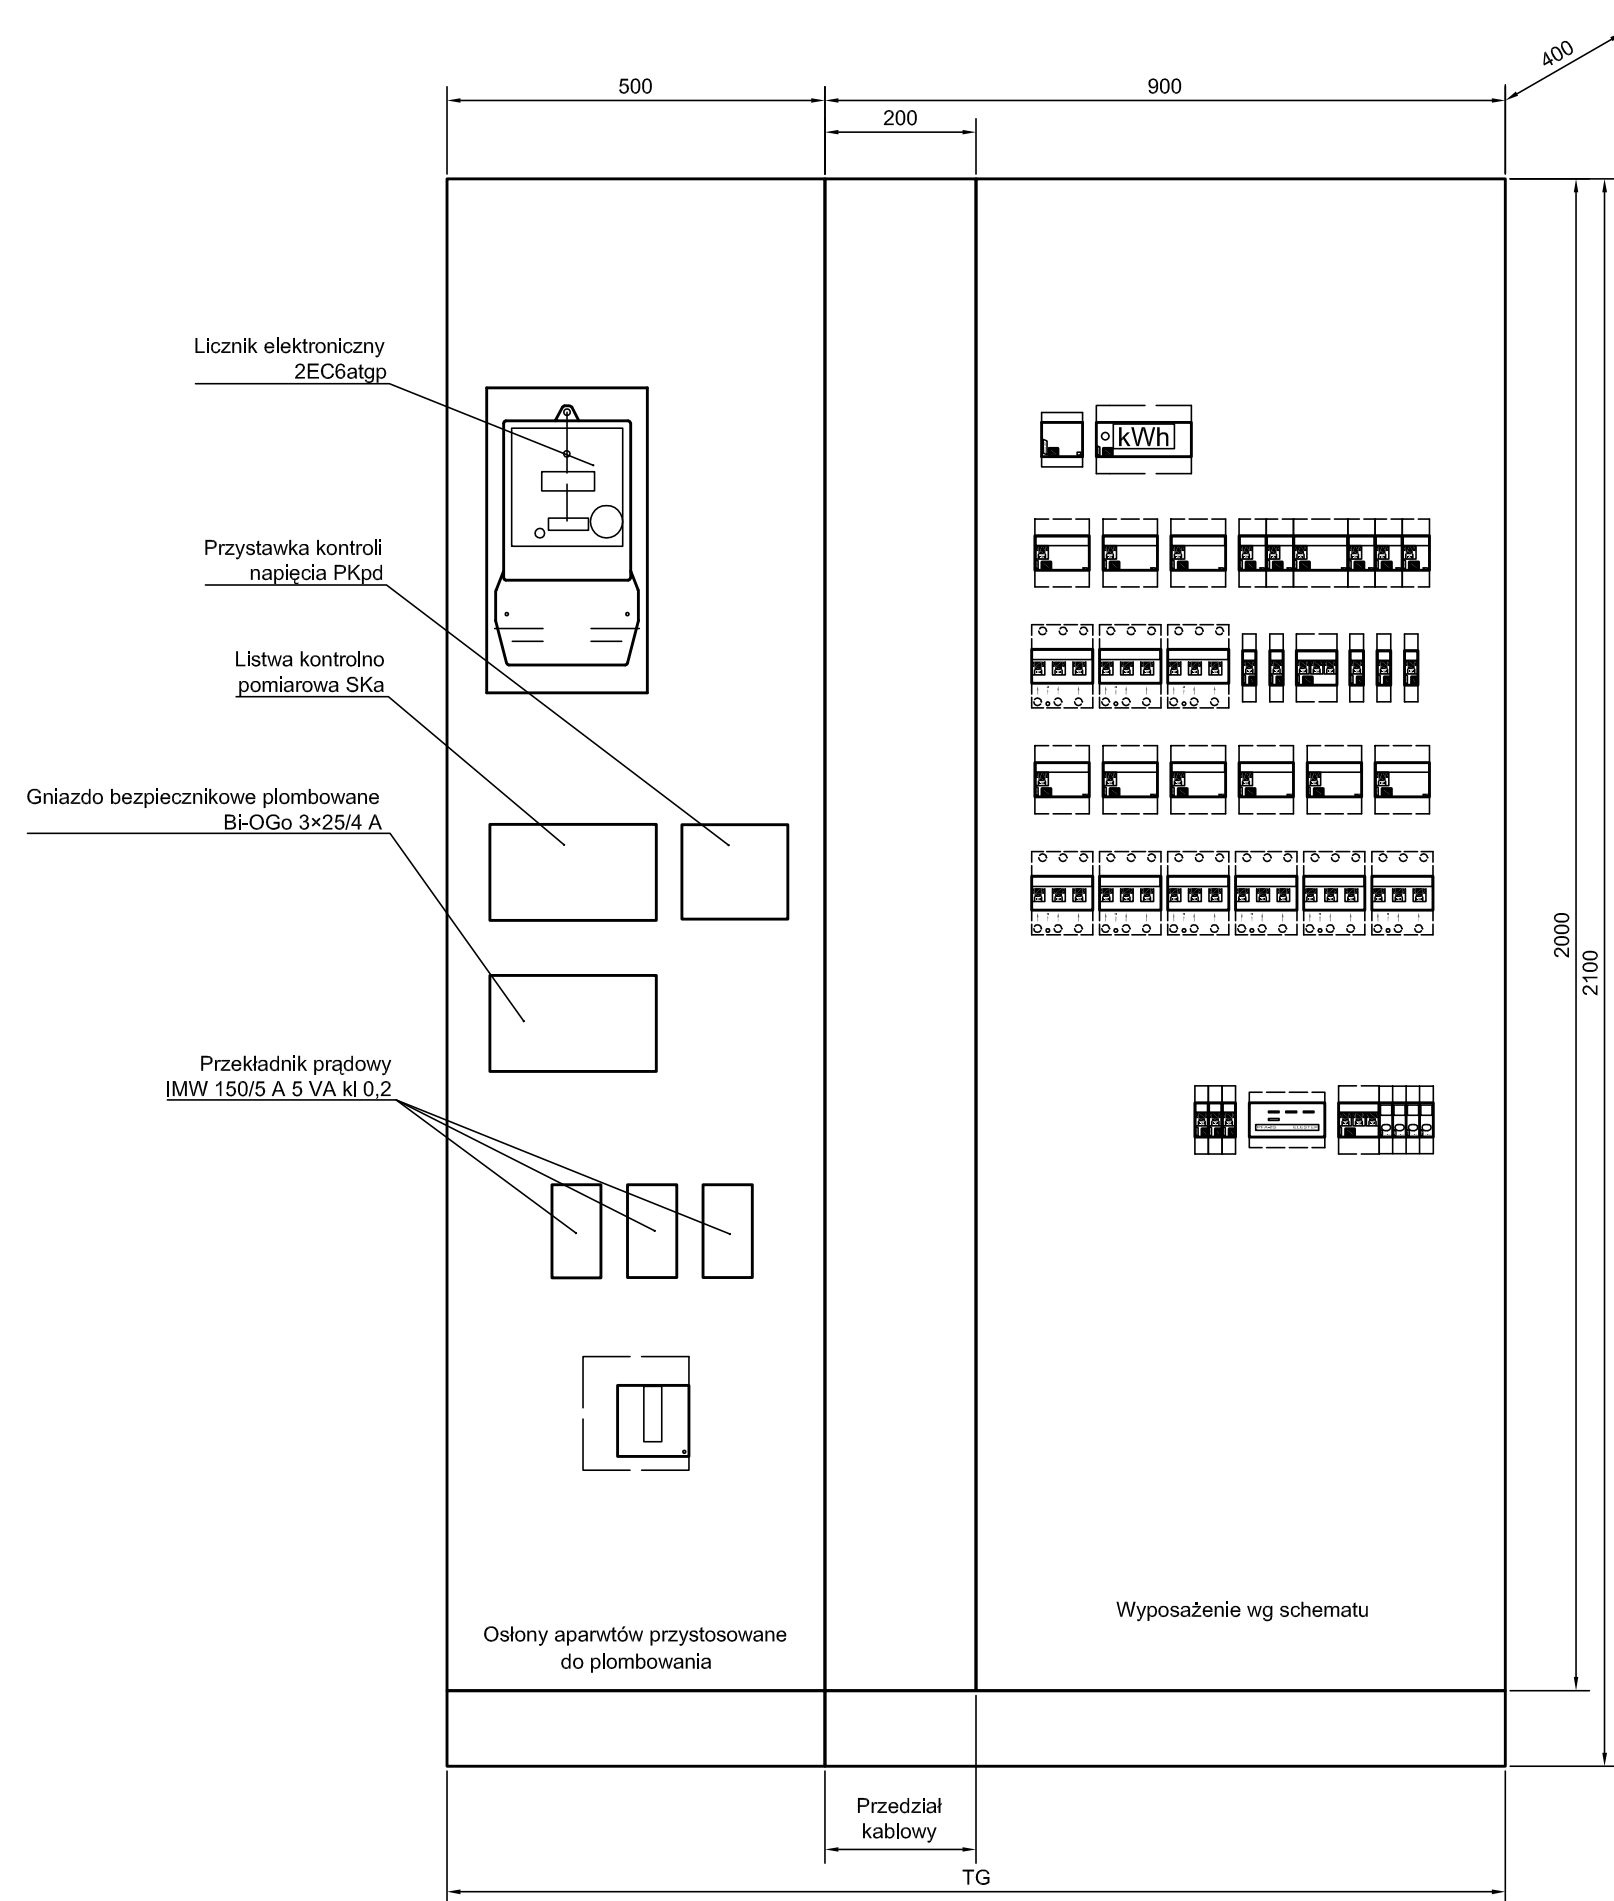 400
500
900
200
Licznik elektroniczny
2EC6atgp
kWh
Przystawka kontroli
napięcia PKpd
Listwa kontrolno
pomiarowa SKa
Gniazdo bezpiecznikowe plombowane
Bi-OGo 3×25/4 A
2000
2100
Przekładnik prądowy
IMW 150/5 A 5 VA kl 0,2
Wyposażenie wg schematu
Osłony aparwtów przystosowane
do plombowania
Przedział
kablowy
TG